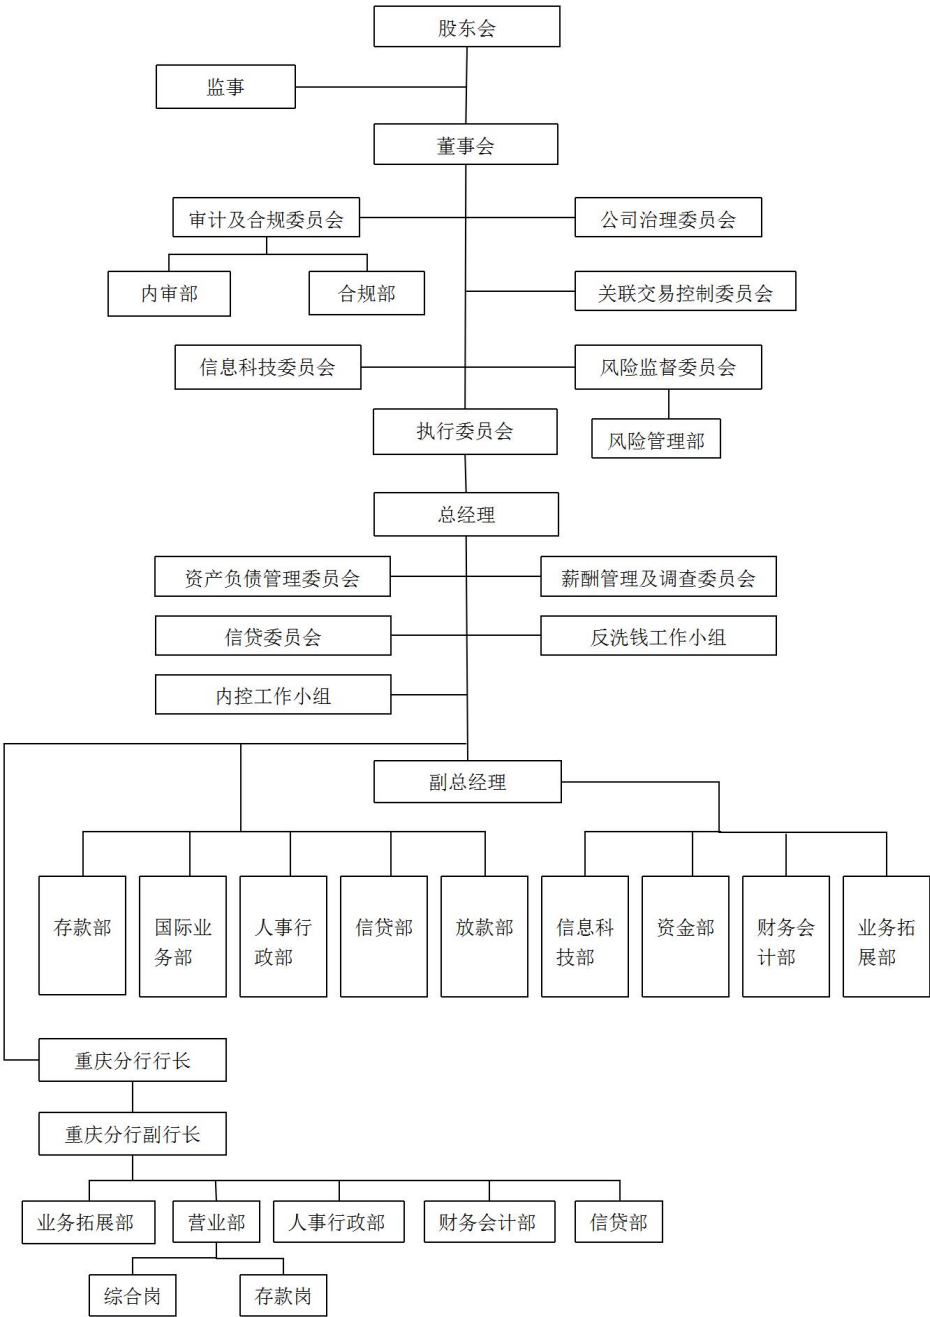 股东会
监事
董事会
审计及合规委员会
公司治理委员会
内审部
合规部
关联交易控制委员会
信息科技委员会
风险监督委员会
执行委员会
风险管理部
总经理
资产负债管理委员会
薪酬管理及调查委员会
信贷委员会
反洗钱工作小组
内控工作小组
副总经理
存款部
国际业
务部
人事行
政部
信贷部
放款部
信息科
技部
资金部
财务会
计部
业务拓
展部
重庆分行行长
重庆分行副行长
业务拓展部
营业部
人事行政部
财务会计部
信贷部
综合岗
存款岗